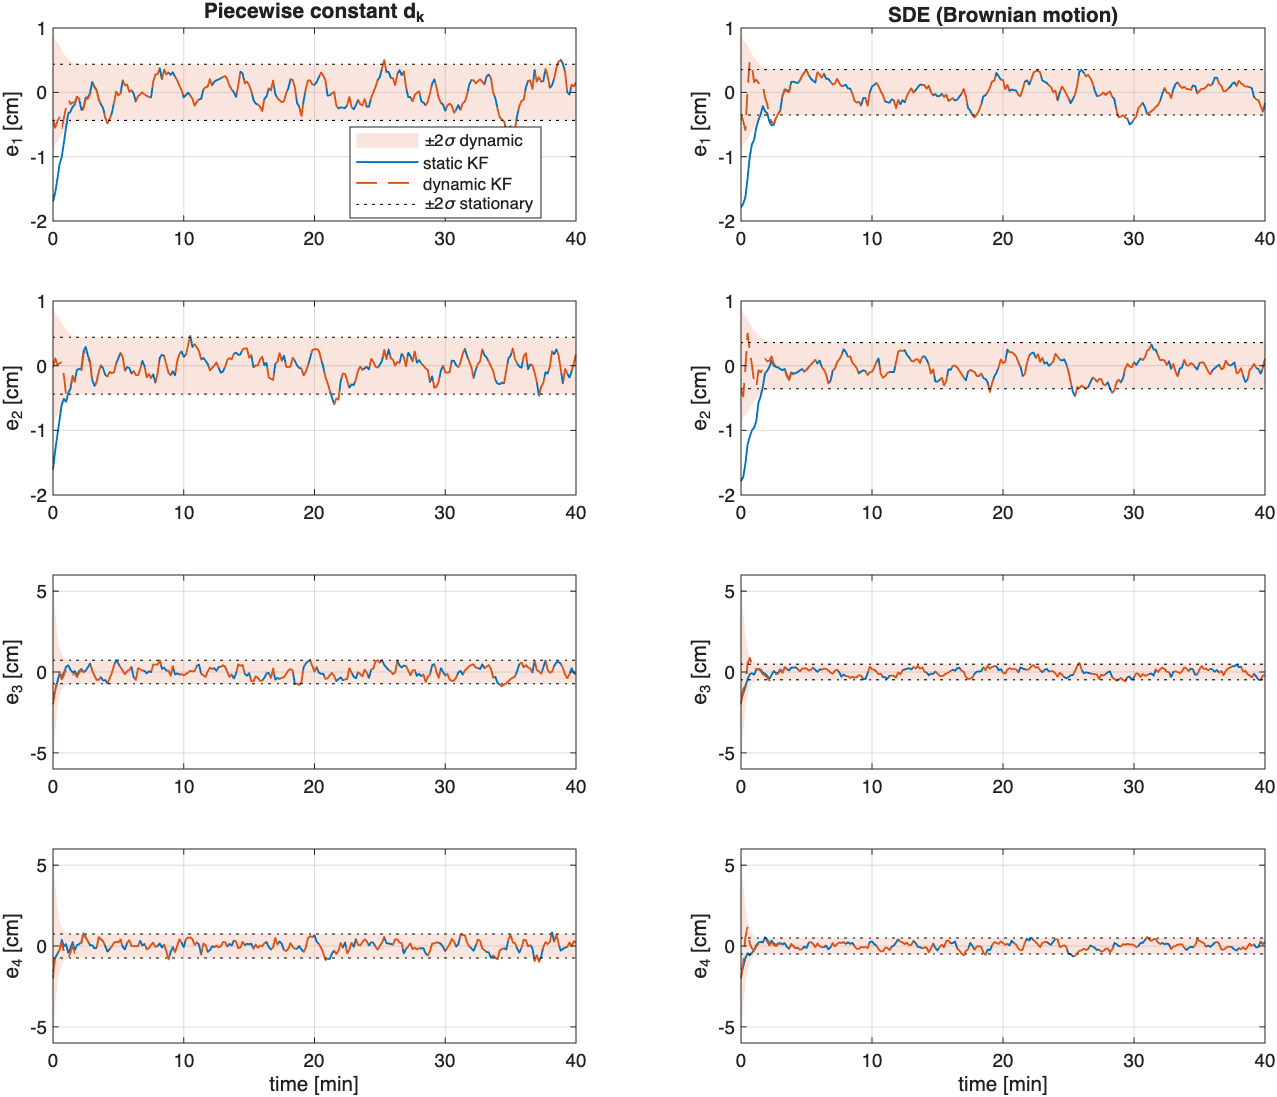 Piecewise constant dk
1
0
-1
-2
e1 [cm]
0 10 20 30 40
±2σ dynamic
static KF
dynamic KF
±2σ stationary
SDE (Brownian motion)
1
0
-1
-2
e1 [cm]
0 10 20 30 40
1
0
-1
-2
e2 [cm]
0 10 20 30 40
1
0
-1
-2
e2 [cm]
0 10 20 30 40
5
0
-5
e3 [cm]
0 10 20 30 40
5
0
-5
e3 [cm]
0 10 20 30 40
5
0
-5
e4 [cm]
0 10 20 30 40
time [min]
5
0
-5
e4 [cm]
0 10 20 30 40
time [min]